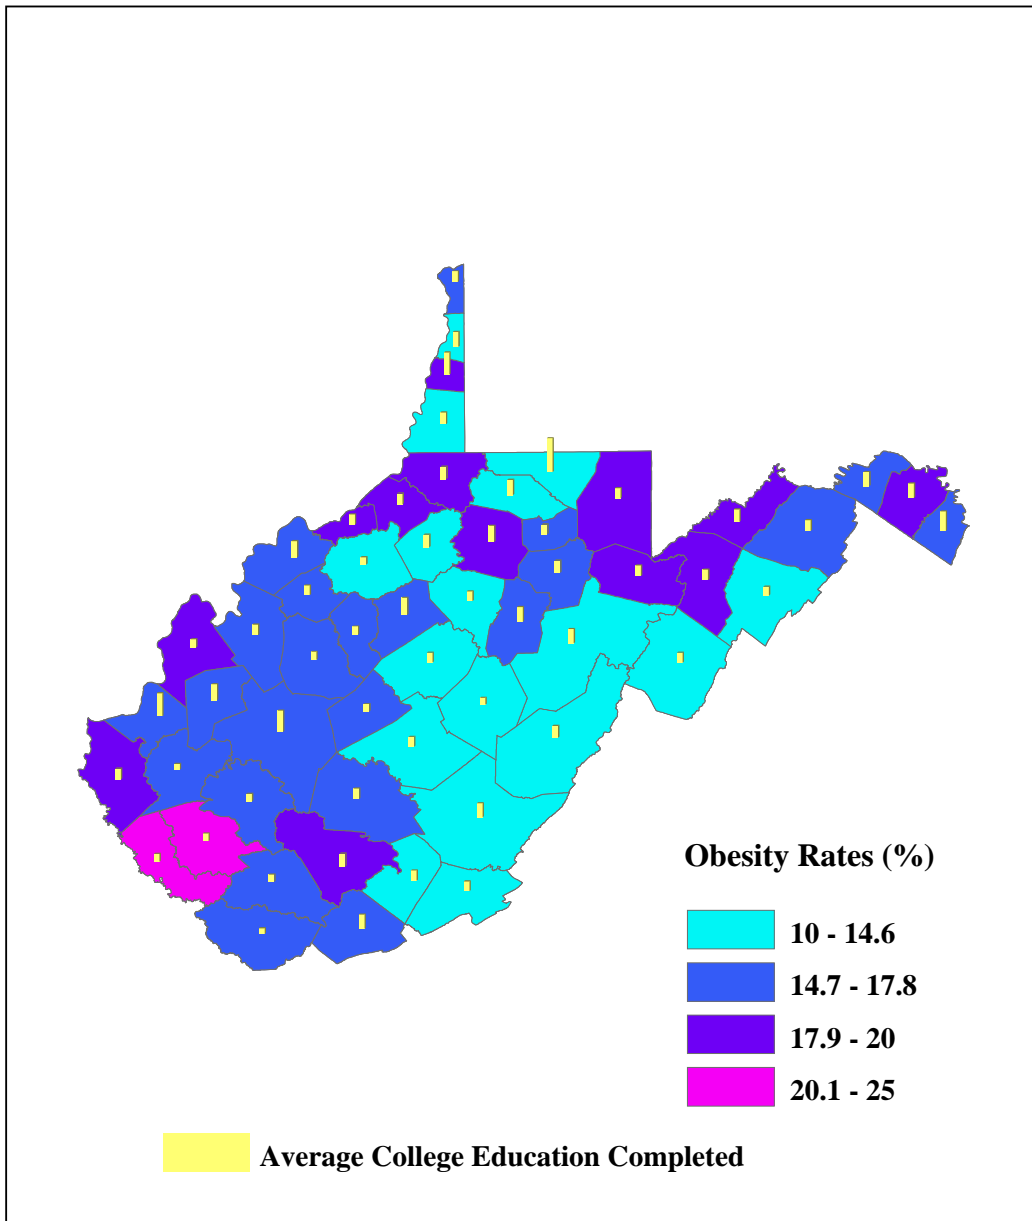 Obesity Rates (%)
10 - 14.6
14.7 - 17.8
17.9 - 20
20.1 - 25
Average College Education Completed